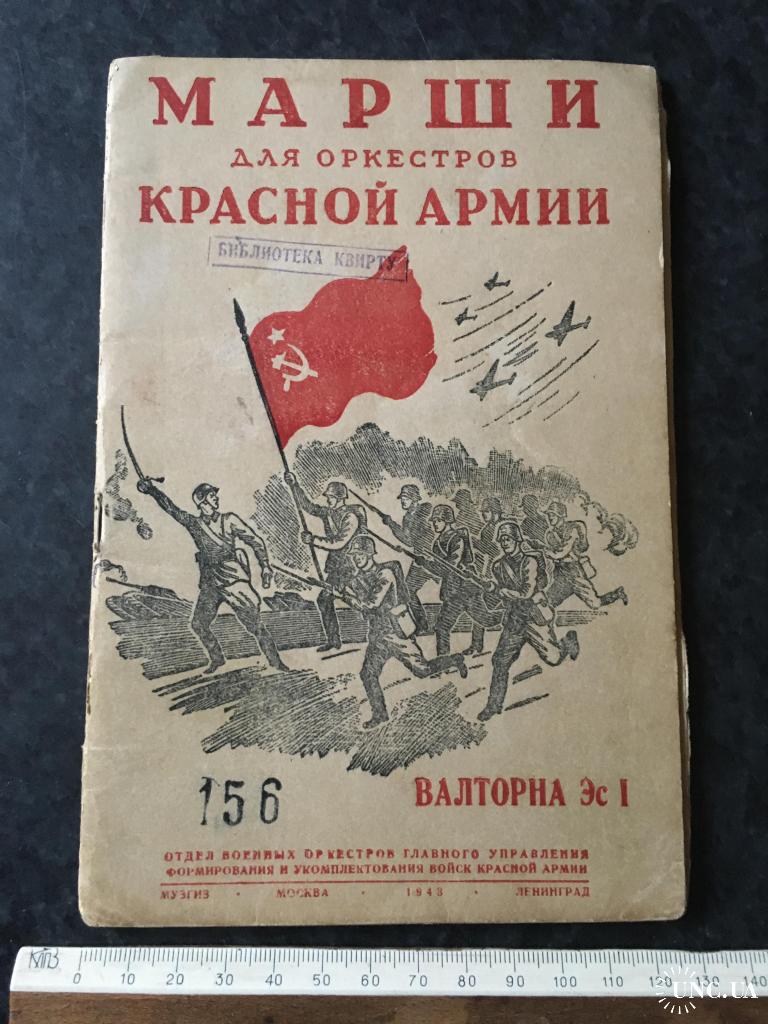 МАРШИ
ДЛЯ ОРКЕСТРОВ
КРАСНОЙ АРМИИ
БИБЛИОТЕКА КВИРТУ
156
ВАЛТОРНА Эс I
ОТДЕЛ ВОЕННЫХ ОРКЕСТРОВ ГЛАВНОГО УПРАВЛЕНИЯ
ФОРМИРОВАНИЯ И УКОМПЛЕКТОВАНИЯ ВОЙСК КРАСНОЙ АРМИИ
МУЗГИЗ · МОСКВА · 1943 · ЛЕНИНГРАД
0 10 20 30 40 50 60 70 80 90 100 110 120 130 140
UNC.UA